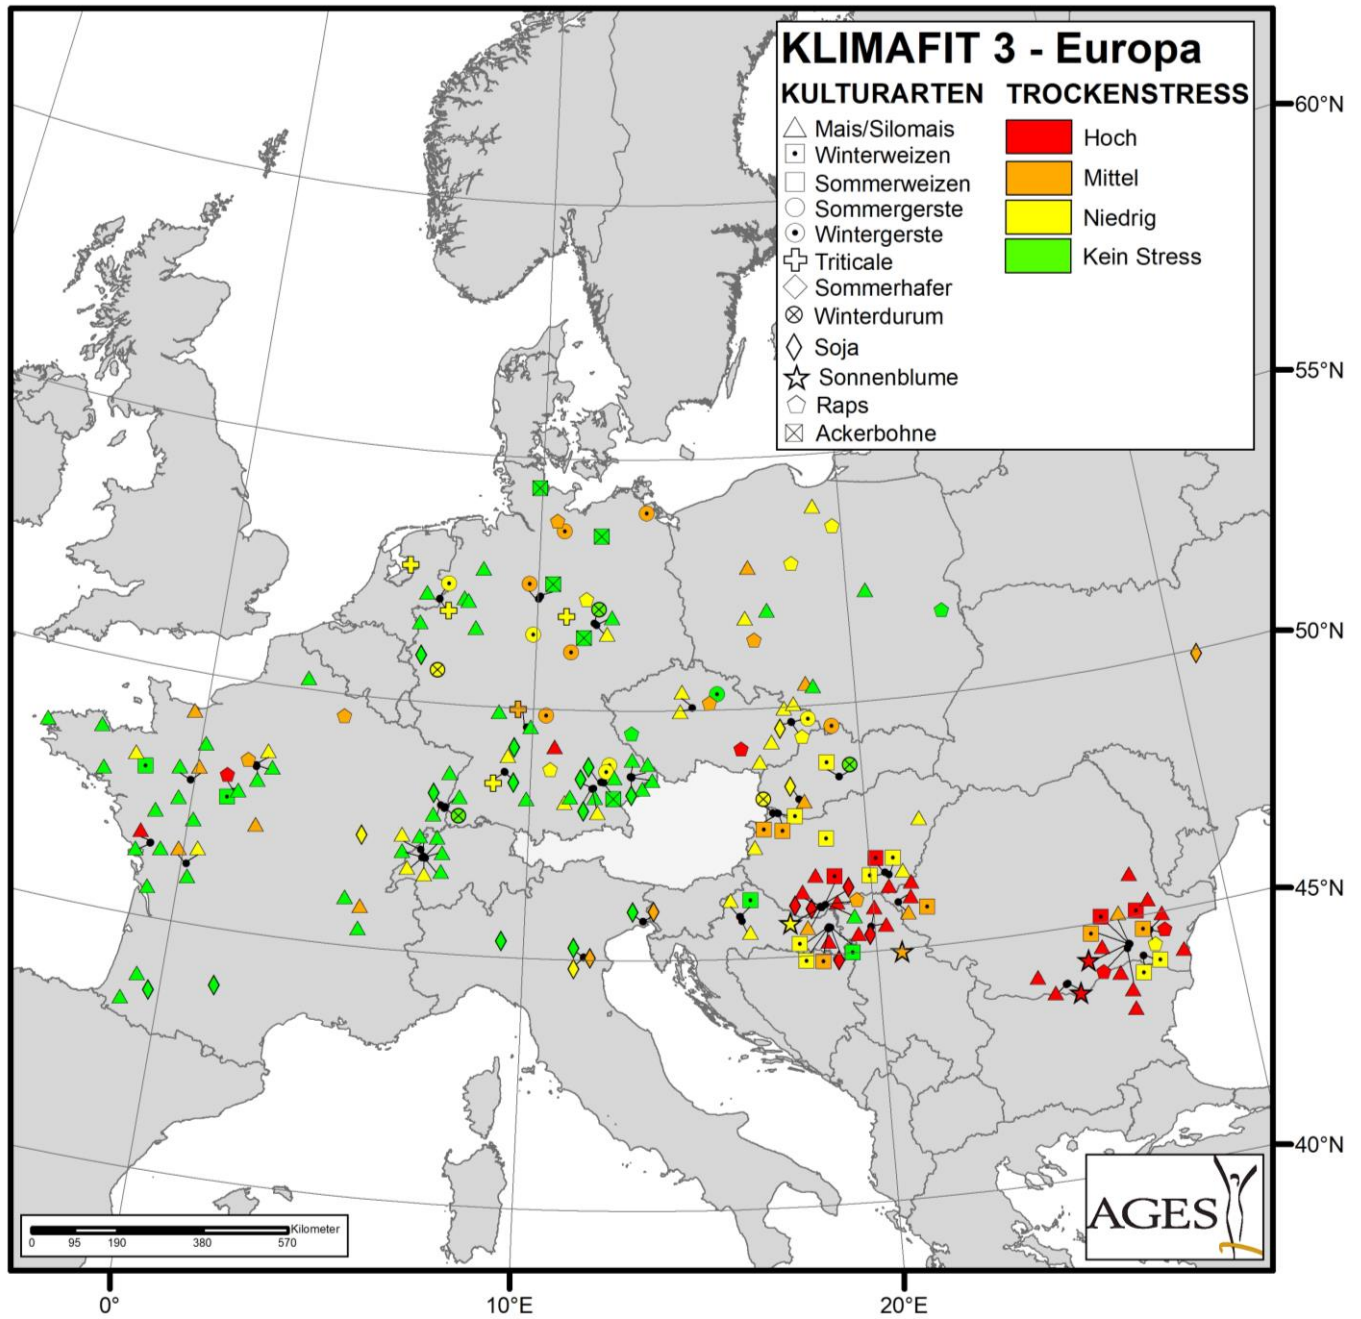 KLIMAFIT 3 - Europa
KULTURARTEN
Mais/Silomais
Winterweizen
Sommerweizen
Sommergerste
Wintergerste
Triticale
Sommerhafer
Winterdurum
Soja
Sonnenblume
Raps
Ackerbohne
TROCKENSTRESS
Hoch
Mittel
Niedrig
Kein Stress
60°N
55°N
50°N
45°N
40°N
AGES
Kilometer
0 95 190 380 570
0° 10°E 20°E